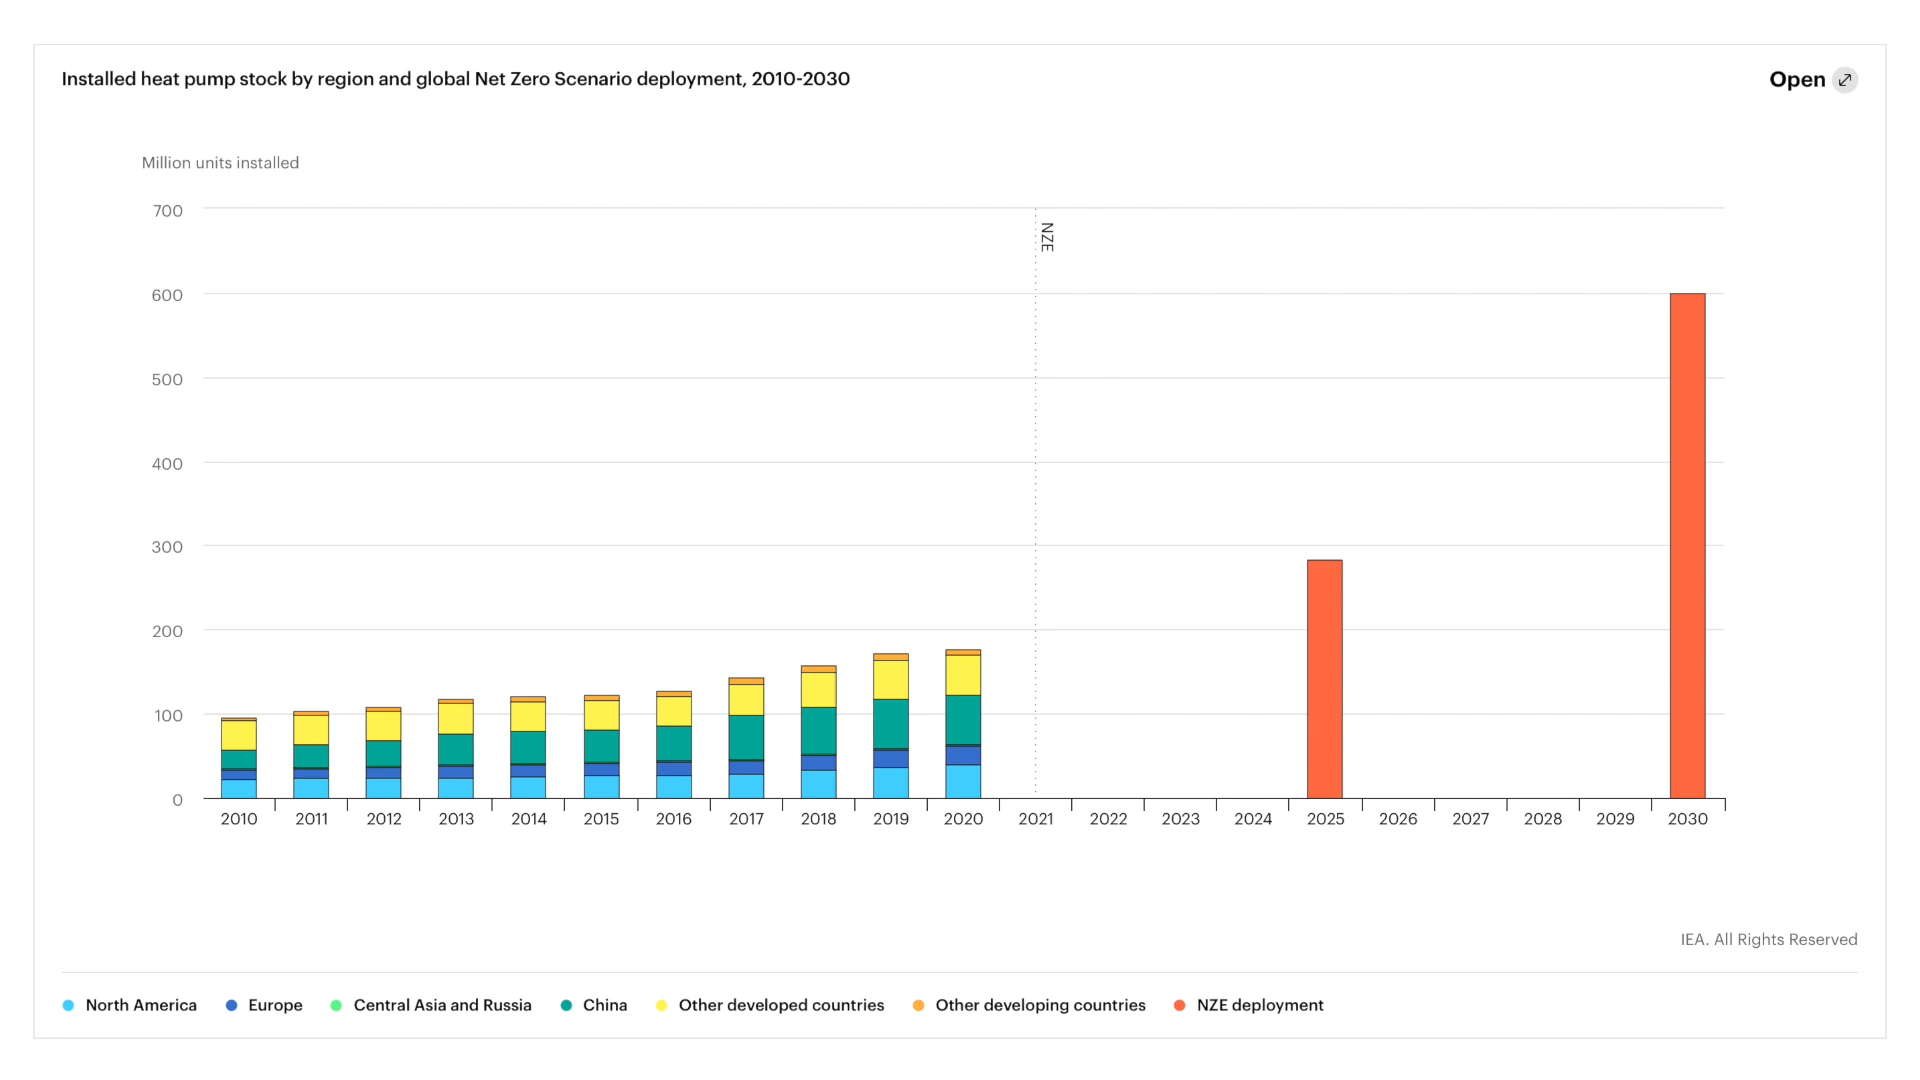 Installed heat pump stock by region and global Net Zero Scenario deployment, 2010-2030
Open
Million units installed
700
600
500
400
300
200
100
0
NZE
2010 2011 2012 2013 2014 2015 2016 2017 2018 2019 2020 2021 2022 2023 2024 2025 2026 2027 2028 2029 2030
IEA. All Rights Reserved
North America Europe Central Asia and Russia China Other developed countries Other developing countries NZE deployment